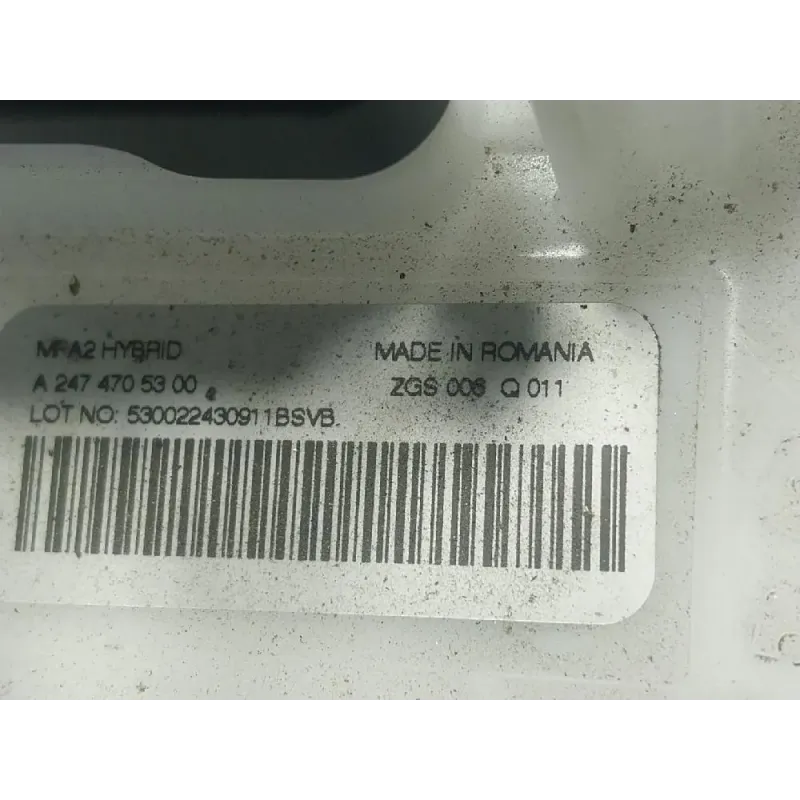 MFA2 HYBRID MADE IN ROMANIA
A 247 470 53 00 ZGS 006 Q 011
LOT NO: 530022430911BSVB